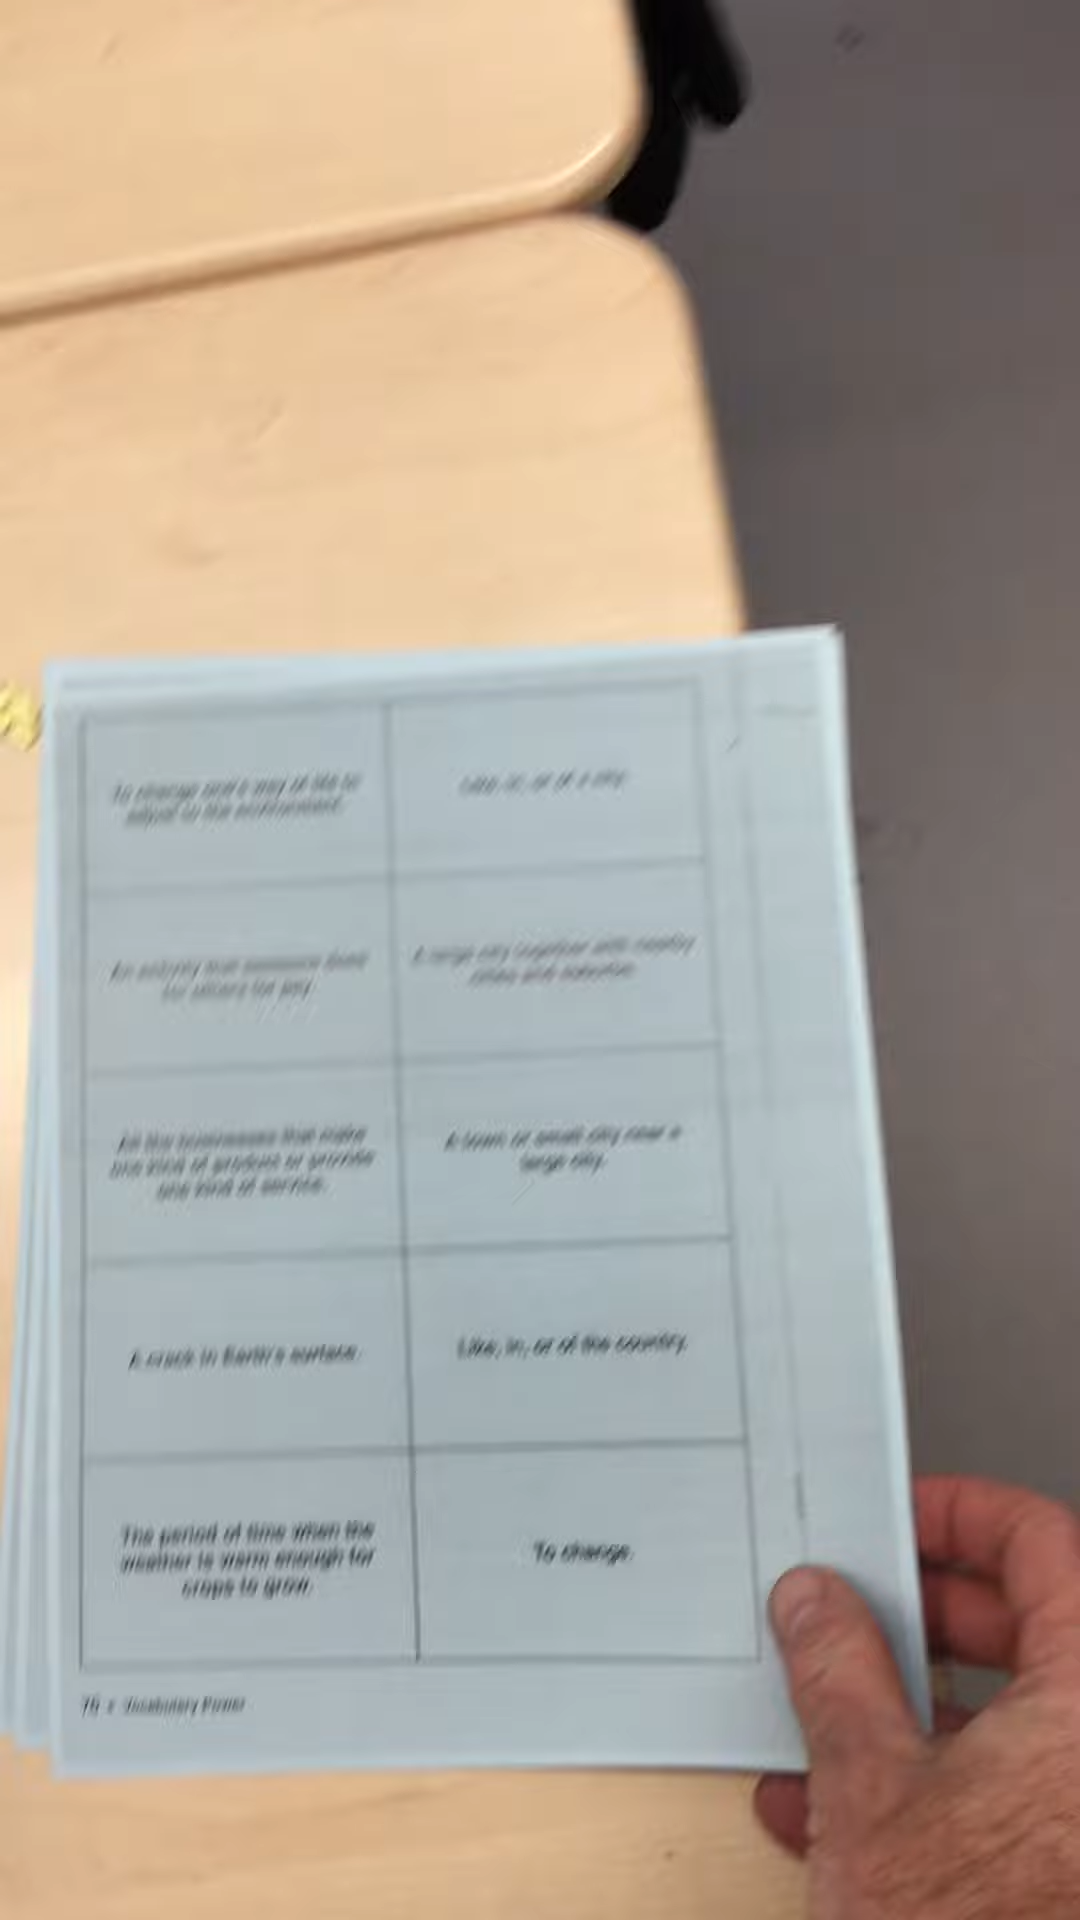 To change one's way of life to
adjust to the environment.
Like, in, or of a city.
An activity that someone does
for others for pay.
A large city together with nearby
cities and suburbs.
All the businesses that make
one kind of product or provide
one kind of service.
A town or small city near a
large city.
A crack in Earth's surface.
Like, in, or of the country.
The period of time when the
weather is warm enough for
crops to grow.
To change.
Vocabulary Power